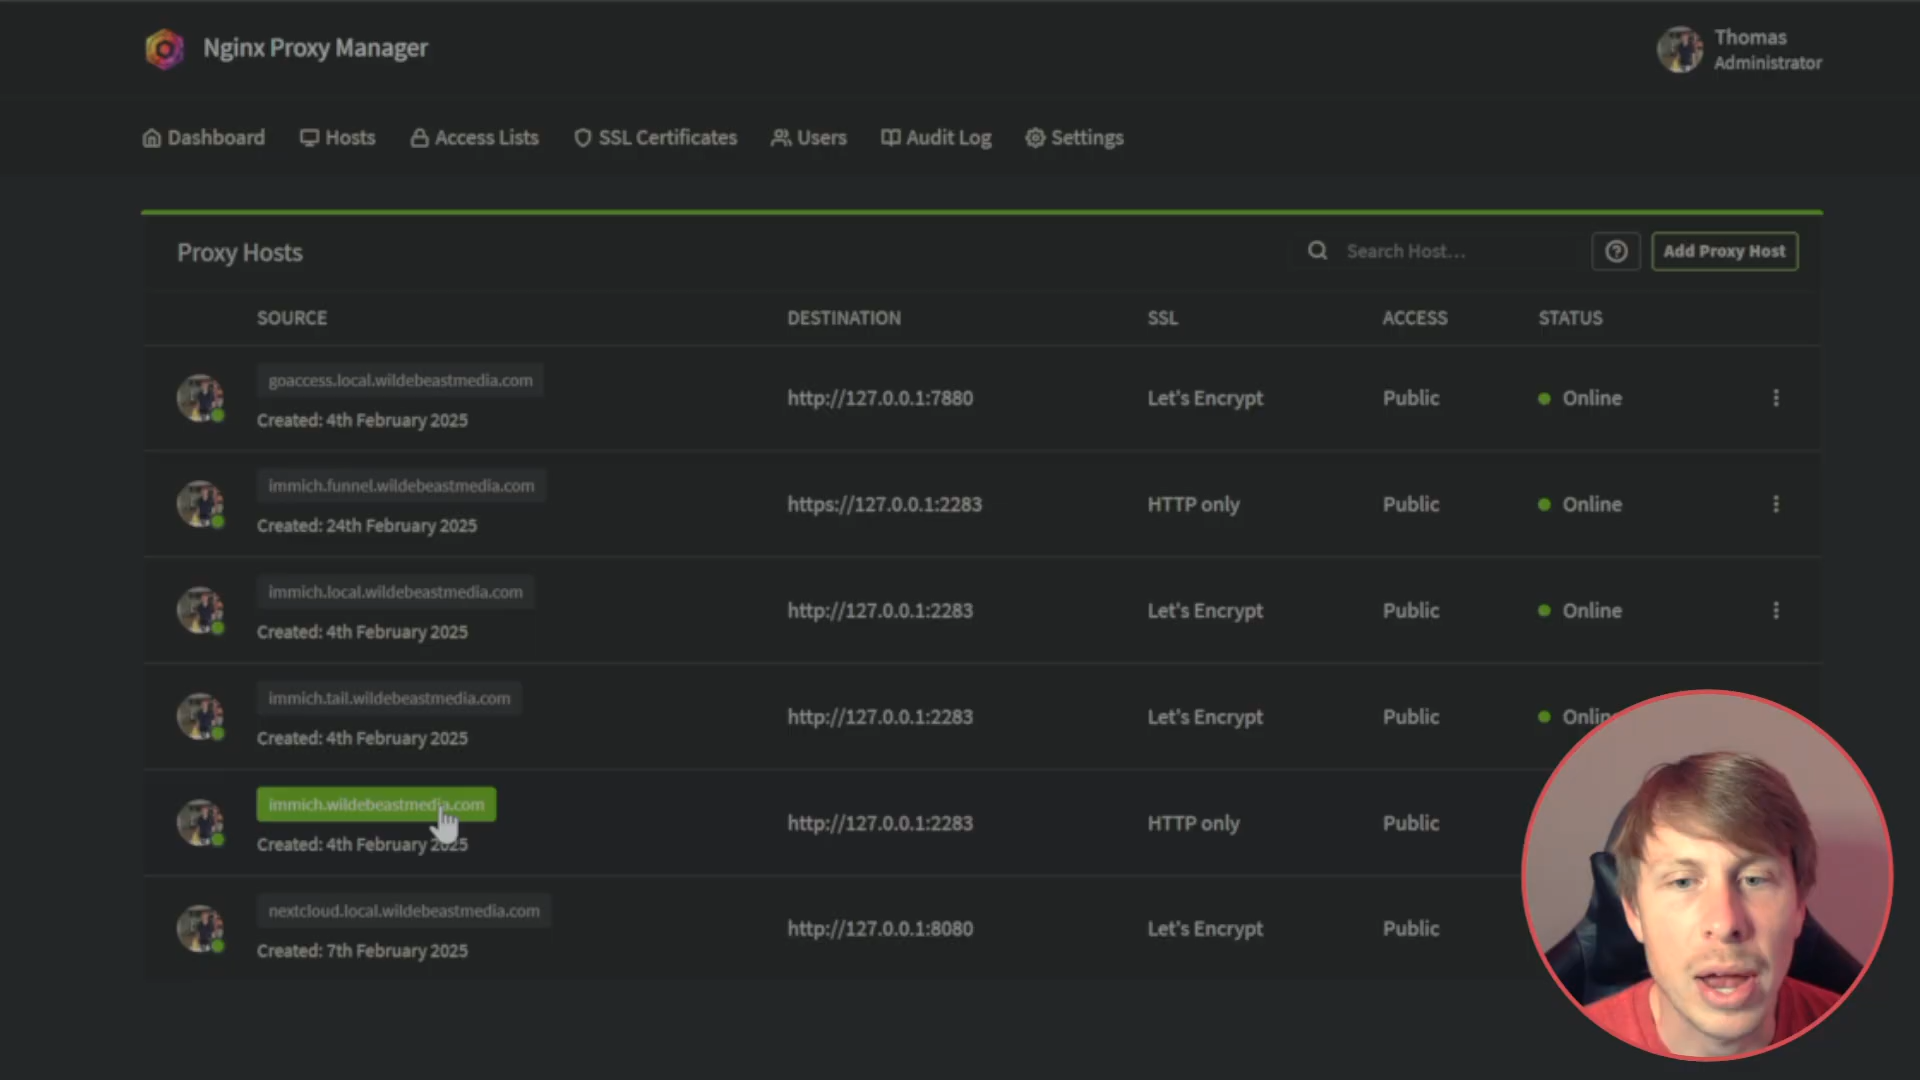 Nginx Proxy Manager
Thomas
Administrator
Dashboard
Hosts
Access Lists
SSL Certificates
Users
Audit Log
Settings
Proxy Hosts
Search Host...
Add Proxy Host
SOURCE
DESTINATION
SSL
ACCESS
STATUS
goaccess.local.wildebeastmedia.com
Created: 4th February 2025
http://127.0.0.1:7880
Let's Encrypt
Public
Online
immich.funnel.wildebeastmedia.com
Created: 24th February 2025
https://127.0.0.1:2283
HTTP only
Public
Online
immich.local.wildebeastmedia.com
Created: 4th February 2025
http://127.0.0.1:2283
Let's Encrypt
Public
Online
immich.tail.wildebeastmedia.com
Created: 4th February 2025
http://127.0.0.1:2283
Let's Encrypt
Public
immich.wildebeastmedia.com
Created: 4th February 2025
http://127.0.0.1:2283
HTTP only
Public
nextcloud.local.wildebeastmedia.com
Created: 7th February 2025
http://127.0.0.1:8080
Let's Encrypt
Public